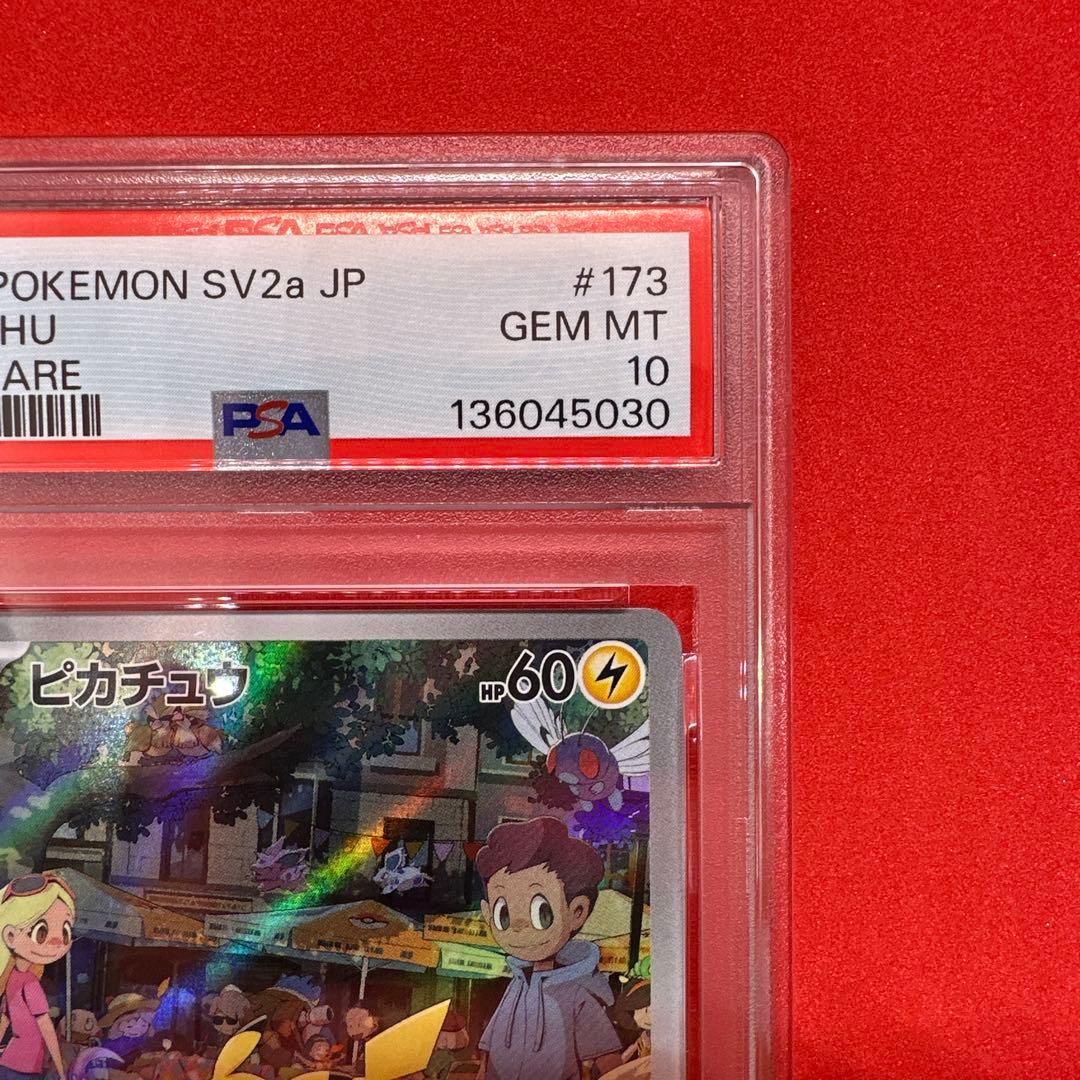 POKEMON SV2a JP #173
HU GEM MT
ARE 10
PSA 136045030
ピカチュウ HP60